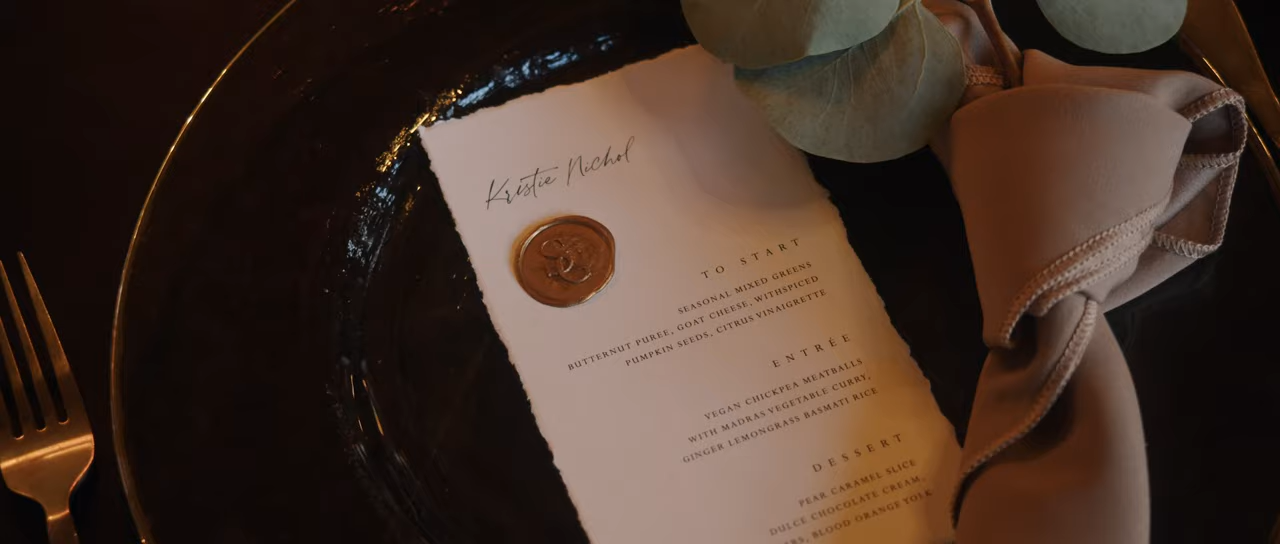 Kristie Nichol
TO START
SEASONAL MIXED GREENS
BUTTERNUT PUREE, GOAT CHEESE, WITHSPICED
PUMPKIN SEEDS, CITRUS VINAIGRETTE
ENTRÉE
VEGAN CHICKPEA MEATBALLS
WITH MADRAS VEGETABLE CURRY,
GINGER LEMONGRASS BASMATI RICE
DESSERT
PEAR CARAMEL SLICE
DULCE CHOCOLATE CREAM,
BLOOD ORANGE YOLK